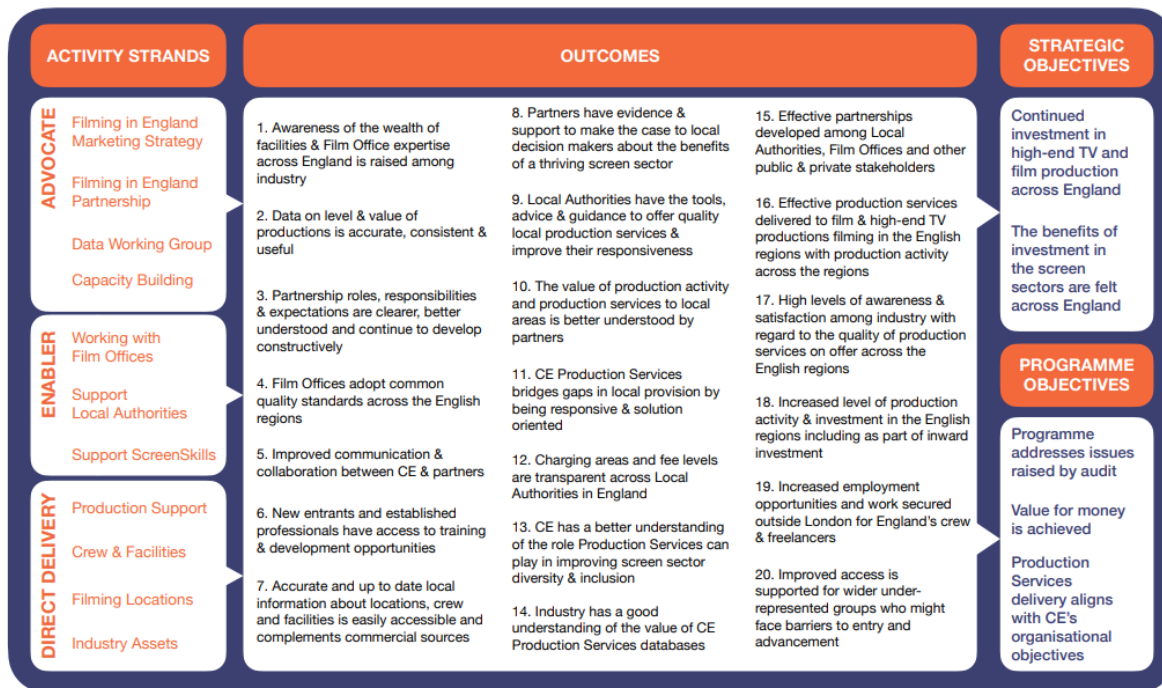 ACTIVITY STRANDS
OUTCOMES
STRATEGIC
OBJECTIVES
ADVOCATE
Filming in England
Marketing Strategy
Filming in England
Partnership
Data Working Group
Capacity Building
ENABLER
Working with
Film Offices
Support
Local Authorities
Support ScreenSkills
DIRECT DELIVERY
Production Support
Crew & Facilities
Filming Locations
Industry Assets
1. Awareness of the wealth of
facilities & Film Office expertise
across England is raised among
industry
2. Data on level & value of
productions is accurate, consistent &
useful
3. Partnership roles, responsibilities
& expectations are clearer, better
understood and continue to develop
constructively
4. Film Offices adopt common
quality standards across the English
regions
5. Improved communication &
collaboration between CE & partners
6. New entrants and established
professionals have access to training
& development opportunities
7. Accurate and up to date local
information about locations, crew
and facilities is easily accessible and
complements commercial sources
8. Partners have evidence &
support to make the case to local
decision makers about the benefits
of a thriving screen sector
9. Local Authorities have the tools,
advice & guidance to offer quality
local production services &
improve their responsiveness
10. The value of production activity
and production services to local
areas is better understood by
partners
11. CE Production Services
bridges gaps in local provision by
being responsive & solution
oriented
12. Charging areas and fee levels
are transparent across Local
Authorities in England
13. CE has a better understanding
of the role Production Services can
play in improving screen sector
diversity & inclusion
14. Industry has a good
understanding of the value of CE
Production Services databases
15. Effective partnerships
developed among Local
Authorities, Film Offices and other
public & private stakeholders
16. Effective production services
delivered to film & high-end TV
productions filming in the English
regions with production activity
across the regions
17. High levels of awareness &
satisfaction among industry with
regard to the quality of production
services on offer across the
English regions
18. Increased level of production
activity & investment in the English
regions including as part of inward
investment
19. Increased employment
opportunities and work secured
outside London for England's crew
& freelancers
20. Improved access is
supported for wider under-
represented groups who might
face barriers to entry and
advancement
Continued
investment in
high-end TV and
film production
across England
The benefits of
investment in
the screen
sectors are felt
across England
PROGRAMME
OBJECTIVES
Programme
addresses issues
raised by audit
Value for money
is achieved
Production
Services
delivery aligns
with CE's
organisational
objectives